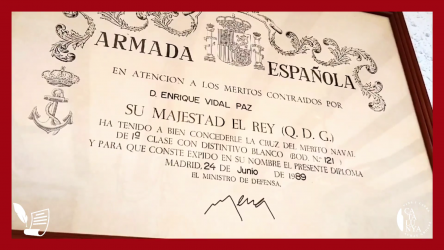 ARMADA ESPAÑOLA
EN ATENCION A LOS MERITOS CONTRAIDOS POR
D. ENRIQUE VIDAL PAZ
SU MAJESTAD EL REY (Q. D. G.)
HA TENIDO A BIEN CONCEDERLE LA CRUZ DEL MERITO NAVAL
DE 1ª CLASE CON DISTINTIVO BLANCO (BOD. N.º 121 )
Y PARA QUE CONSTE EXPIDO EN SU NOMBRE EL PRESENTE DIPLOMA
MADRID, 24 DE Junio DE 1989
EL MINISTRO DE DEFENSA,